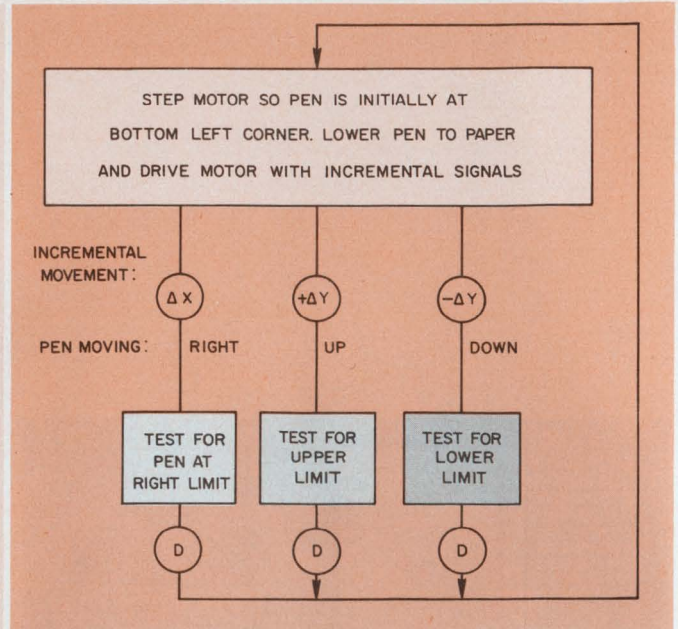 STEP MOTOR SO PEN IS INITIALLY AT
BOTTOM LEFT CORNER. LOWER PEN TO PAPER
AND DRIVE MOTOR WITH INCREMENTAL SIGNALS
INCREMENTAL
MOVEMENT:
ΔX
+ΔY
-ΔY
PEN MOVING:
RIGHT
UP
DOWN
TEST FOR
PEN AT
RIGHT LIMIT
TEST FOR
UPPER
LIMIT
TEST FOR
LOWER
LIMIT
D
D
D